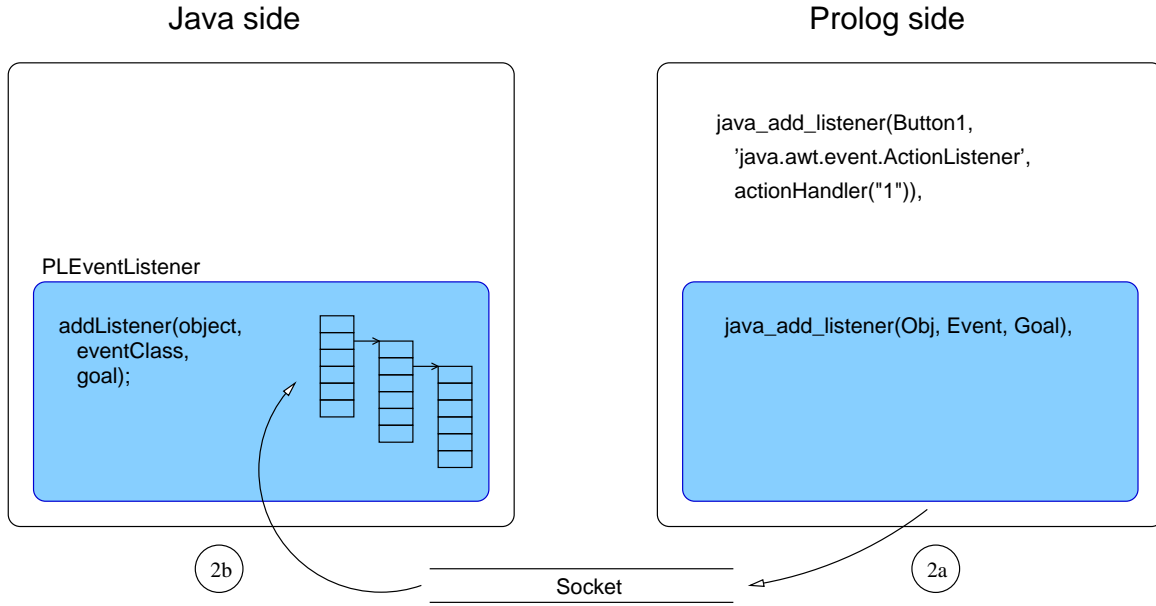 Java side
Prolog side
java_add_listener(Button1,
’java.awt.event.ActionListener’,
actionHandler("1")),
PLEventListener
addListener(object,
eventClass,
goal);
java_add_listener(Obj, Event, Goal),
2b
Socket
2a